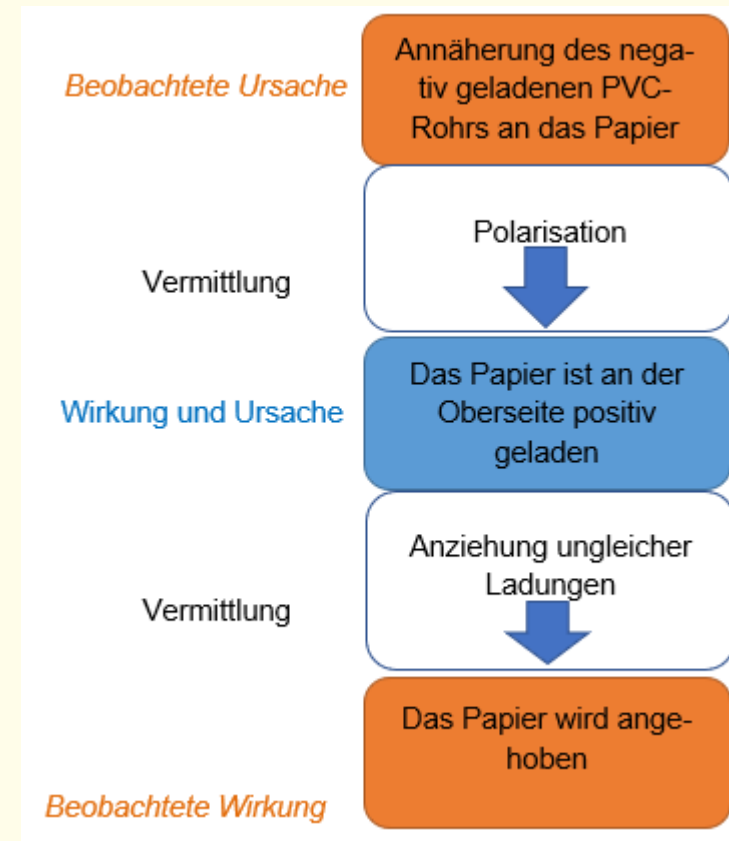 Annäherung des nega-
Beobachtete Ursache
tiv geladenen PVC-
Rohrs an das Papier
Polarisation
Vermittlung
Das Papier ist an der
Wirkung und Ursache
Oberseite positiv
geladen
Anziehung ungleicher
Ladungen
Vermittlung
Das Papier wird ange-
hoben
Beobachtete Wirkung